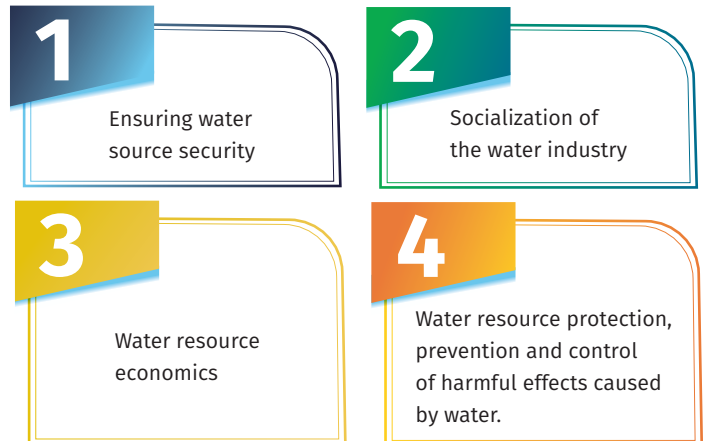 1
Ensuring water
source security
2
Socialization of
the water industry
3
Water resource
economics
4
Water resource protection,
prevention and control
of harmful effects caused
by water.